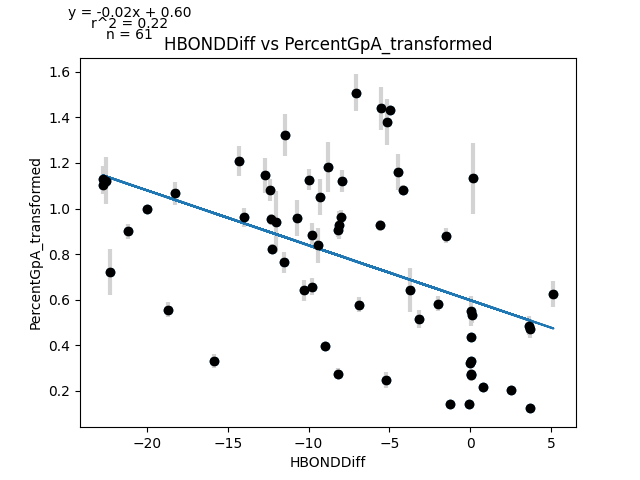 y = -0.02x + 0.60
r^2 = 0.22
n = 61
HBONDDiff vs PercentGpA_transformed
PercentGpA_transformed
1.6
1.4
1.2
1.0
0.8
0.6
0.4
0.2
−20
−15
−10
−5
0
5
HBONDDiff